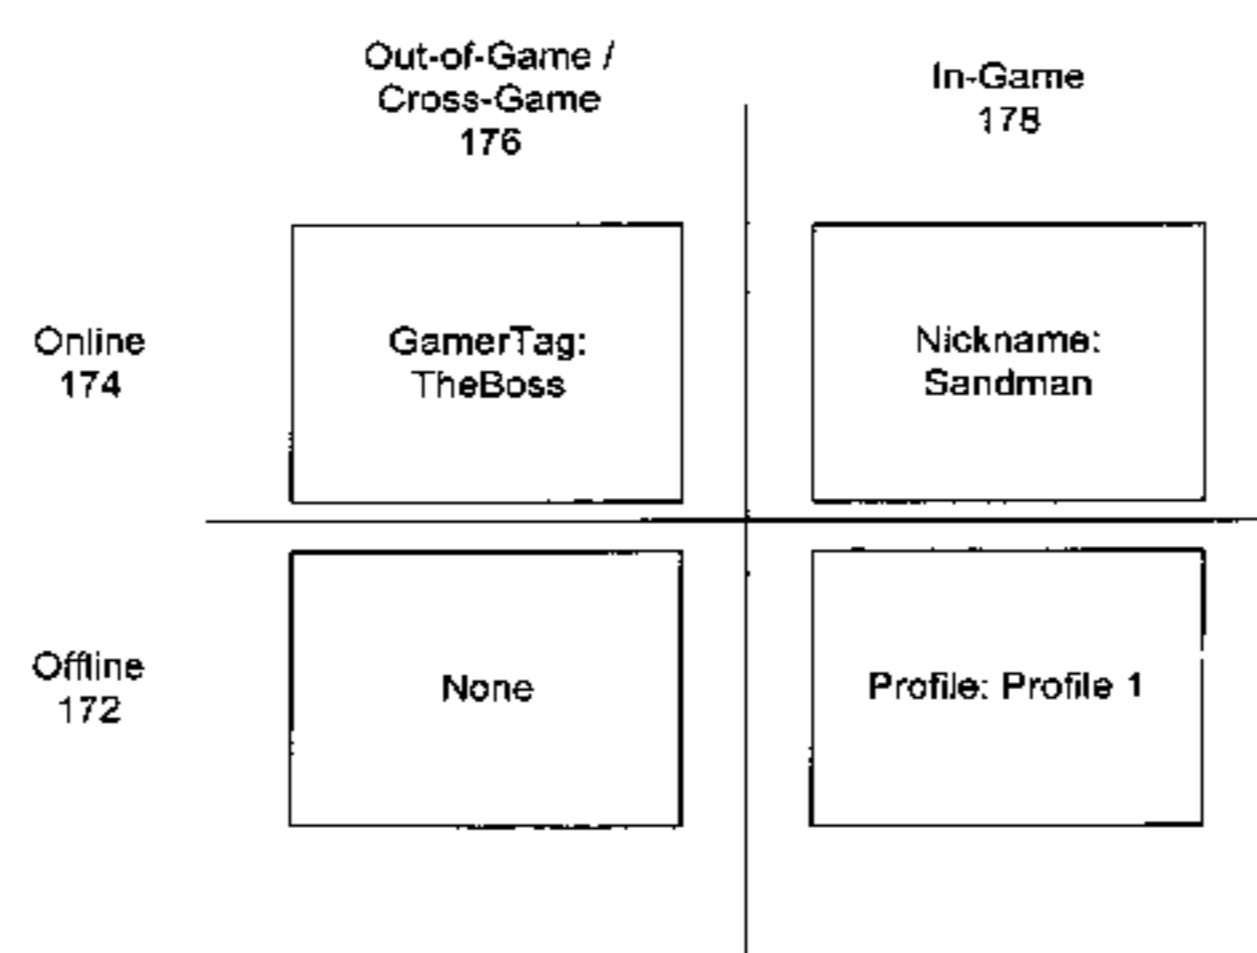 Out-of-Game /
Cross-Game
176
In-Game
178
Online
174
GamerTag:
TheBoss
Nickname:
Sandman
Offline
172
None
Profile: Profile 1